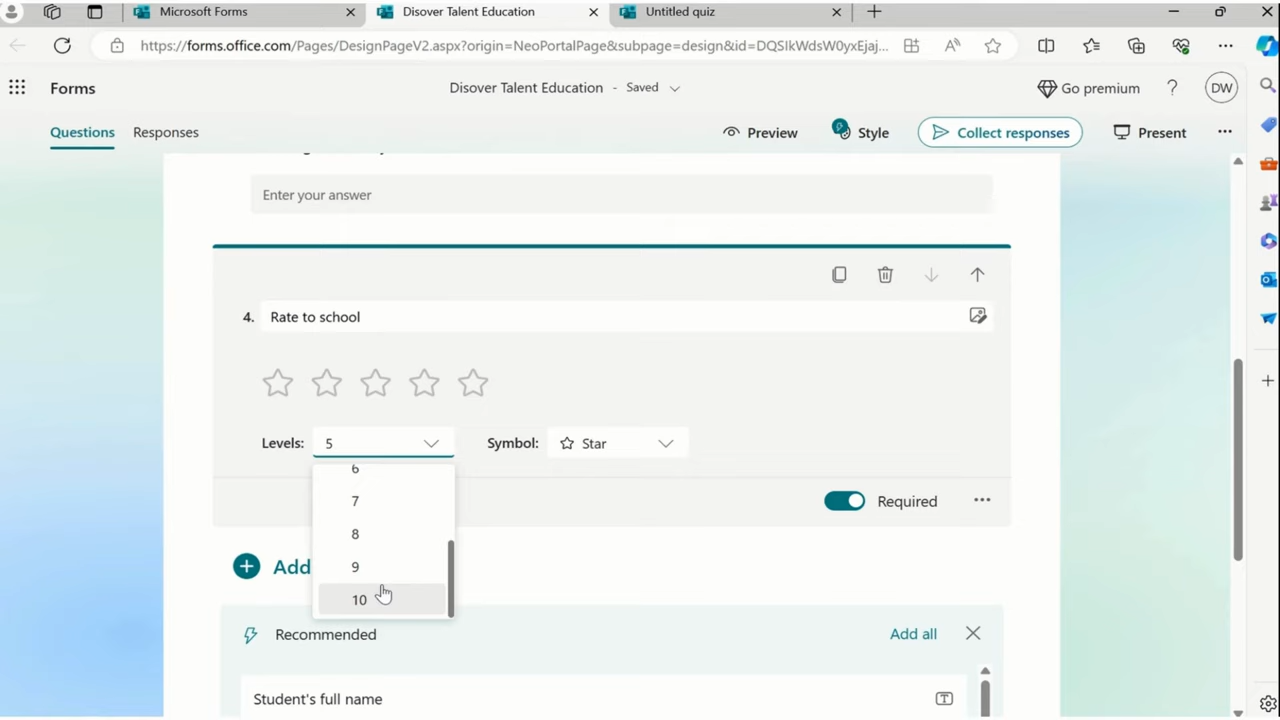 Microsoft Forms
Disover Talent Education
Untitled quiz
https://forms.office.com/Pages/DesignPageV2.aspx?origin=NeoPortalPage&subpage=design&id=DQSIkWdsW0yxEjaj...
Forms
Disover Talent Education - Saved
Go premium ? DW
Questions Responses
Preview Style Collect responses Present
Enter your answer
4. Rate to school
Levels: 5 Symbol: Star
6
7
8
9
10
Required
Add
Recommended Add all
Student's full name